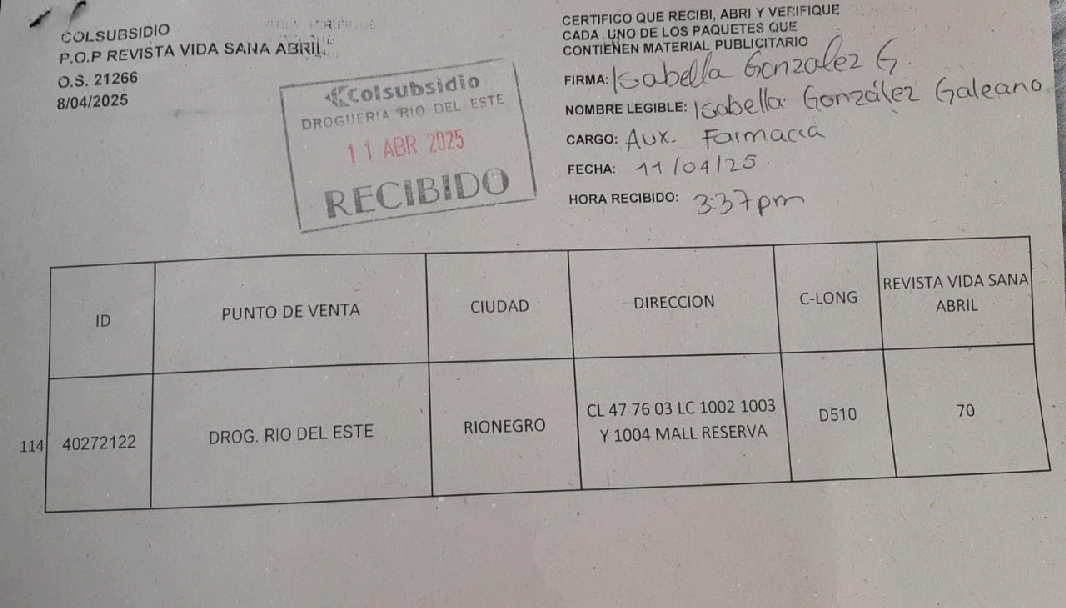 COLSUBSIDIO
P.O.P REVISTA VIDA SANA ABRIL
O.S. 21266
8/04/2025
Colsubsidio
DROGUERIA RIO DEL ESTE
11 ABR 2025
RECIBIDO
CERTIFICO QUE RECIBI, ABRI Y VERIFIQUE
CADA UNO DE LOS PAQUETES QUE
CONTIENEN MATERIAL PUBLICITARIO
FIRMA: Isabella Gonzalez G.
NOMBRE LEGIBLE: Isabella González Galeano
CARGO: Aux. Farmacia
FECHA: 11/04/25
HORA RECIBIDO: 3:37pm
ID PUNTO DE VENTA CIUDAD DIRECCION C-LONG REVISTA VIDA SANA
ABRIL
114 40272122 DROG. RIO DEL ESTE RIONEGRO CL 47 76 03 LC 1002 1003 D510 70
Y 1004 MALL RESERVA